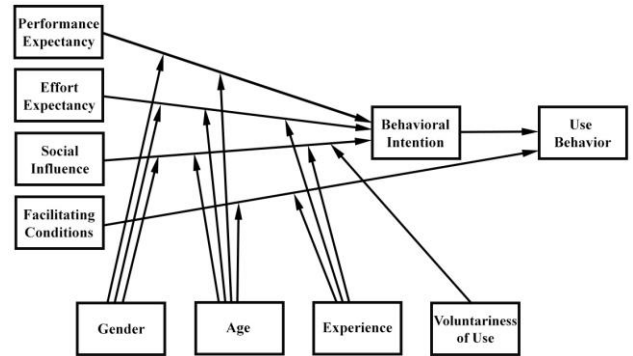 Performance
Expectancy
Effort
Expectancy
Social
Influence
Facilitating
Conditions
Behavioral
Intention
Use
Behavior
Gender
Age
Experience
Voluntariness
of Use